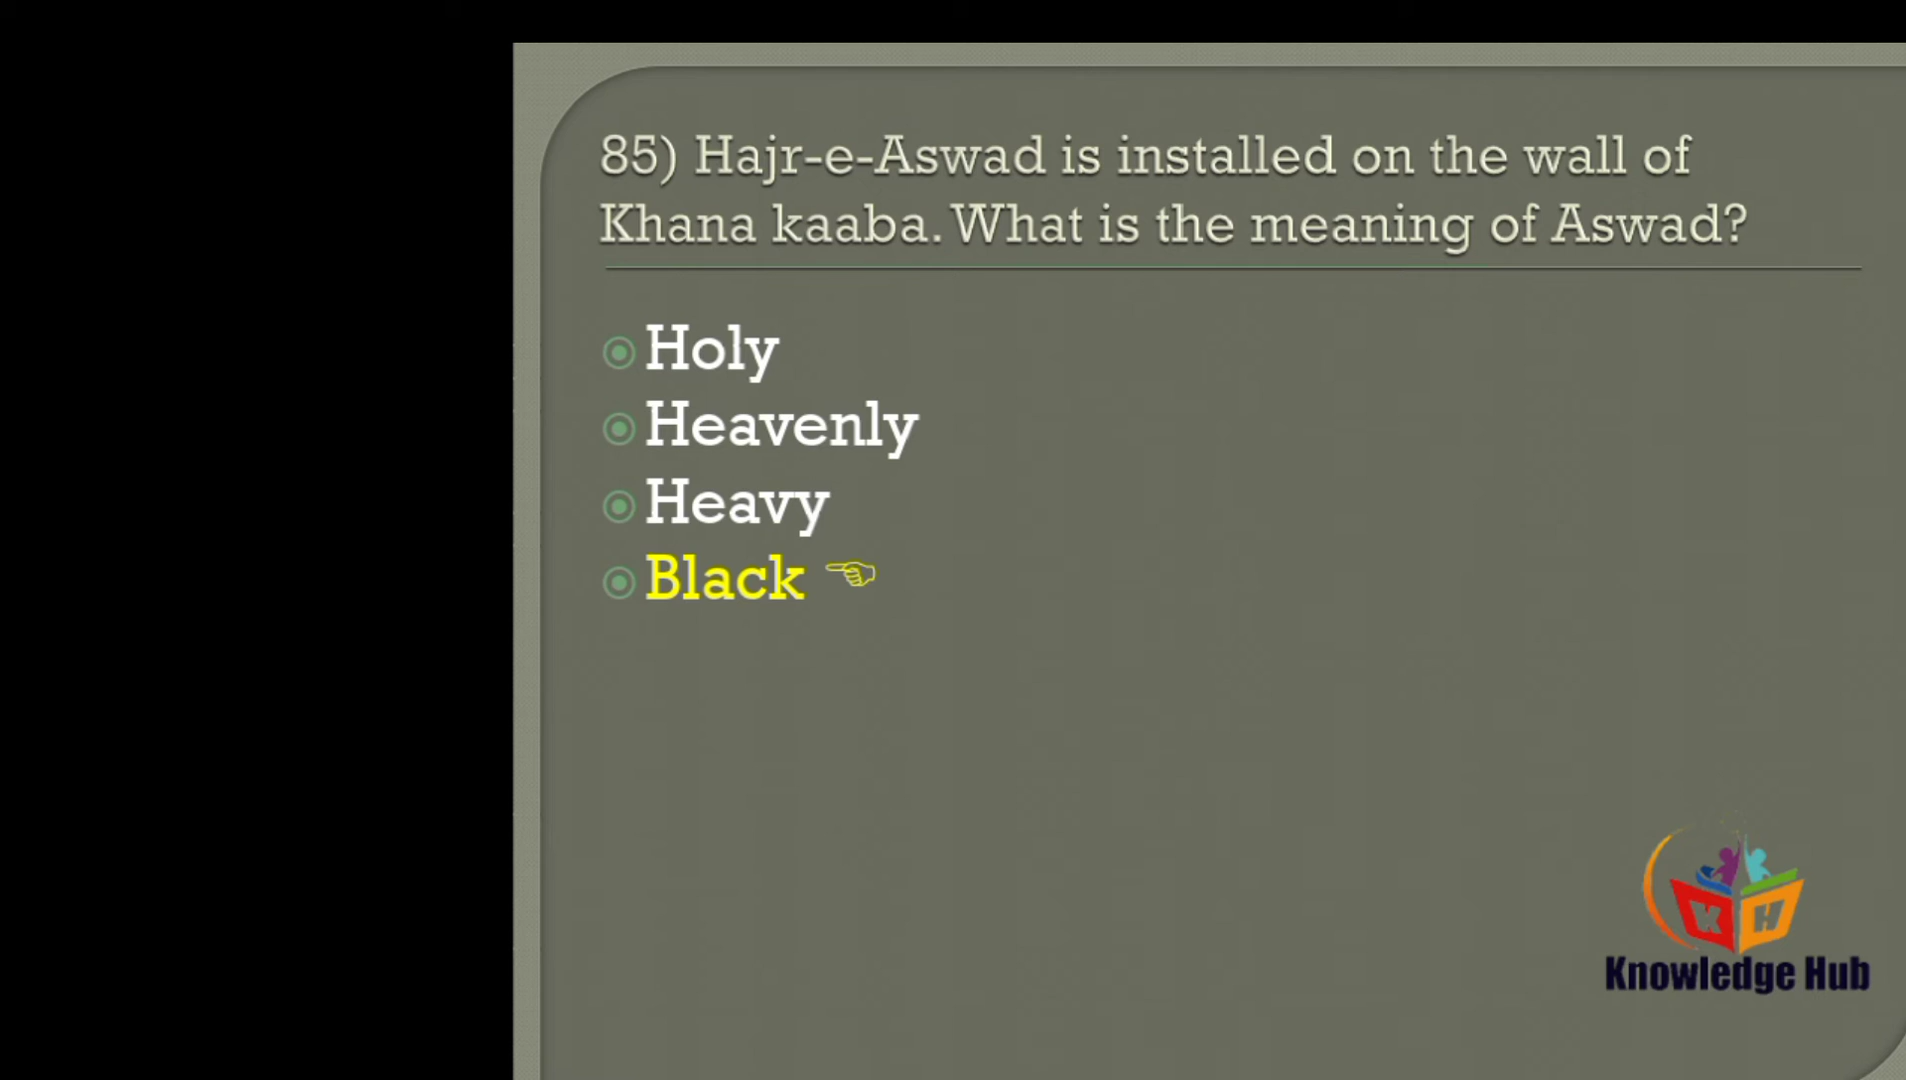 85) Hajr-e-Aswad is installed on the wall of
Khana kaaba. What is the meaning of Aswad?
Holy
Heavenly
Heavy
Black
K H
Knowledge Hub